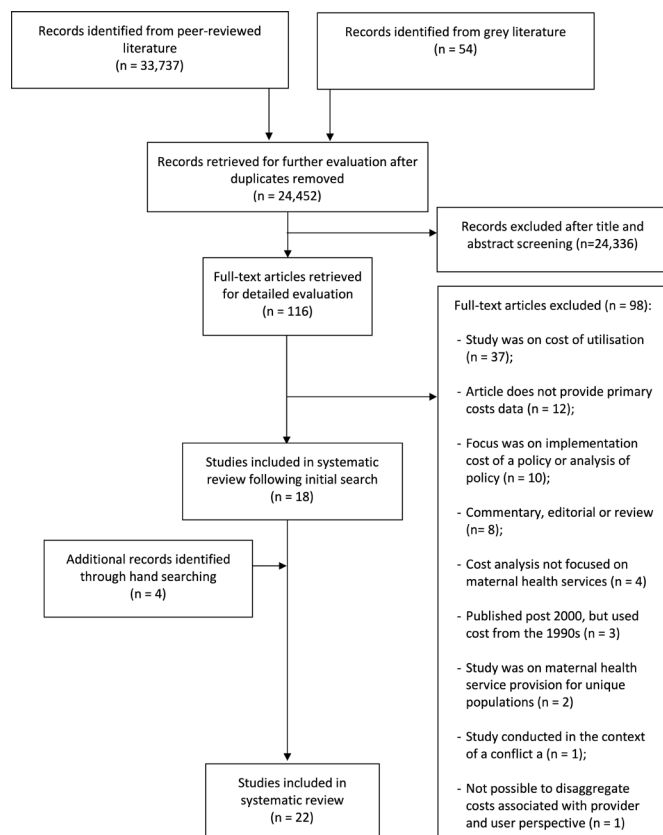 Records identified from peer-reviewed
literature
(n = 33,737)
Records identified from grey literature
(n = 54)
Records retrieved for further evaluation after
duplicates removed
(n = 24,452)
Records excluded after title and
abstract screening (n=24,336)
Full-text articles retrieved
for detailed evaluation
(n = 116)
Full-text articles excluded (n = 98):
- Study was on cost of utilisation
(n = 37);
- Article does not provide primary
costs data (n = 12);
- Focus was on implementation
cost of a policy or analysis of
policy (n = 10);
- Commentary, editorial or review
(n= 8);
- Cost analysis not focused on
maternal health services (n = 4)
- Published post 2000, but used
cost from the 1990s (n = 3)
- Study was on maternal health
service provision for unique
populations (n = 2)
- Study conducted in the context
of a conflict a (n = 1);
- Not possible to disaggregate
costs associated with provider
and user perspective (n = 1)
Studies included in systematic
review following initial search
(n = 18)
Additional records identified
through hand searching
(n = 4)
Studies included in
systematic review
(n = 22)